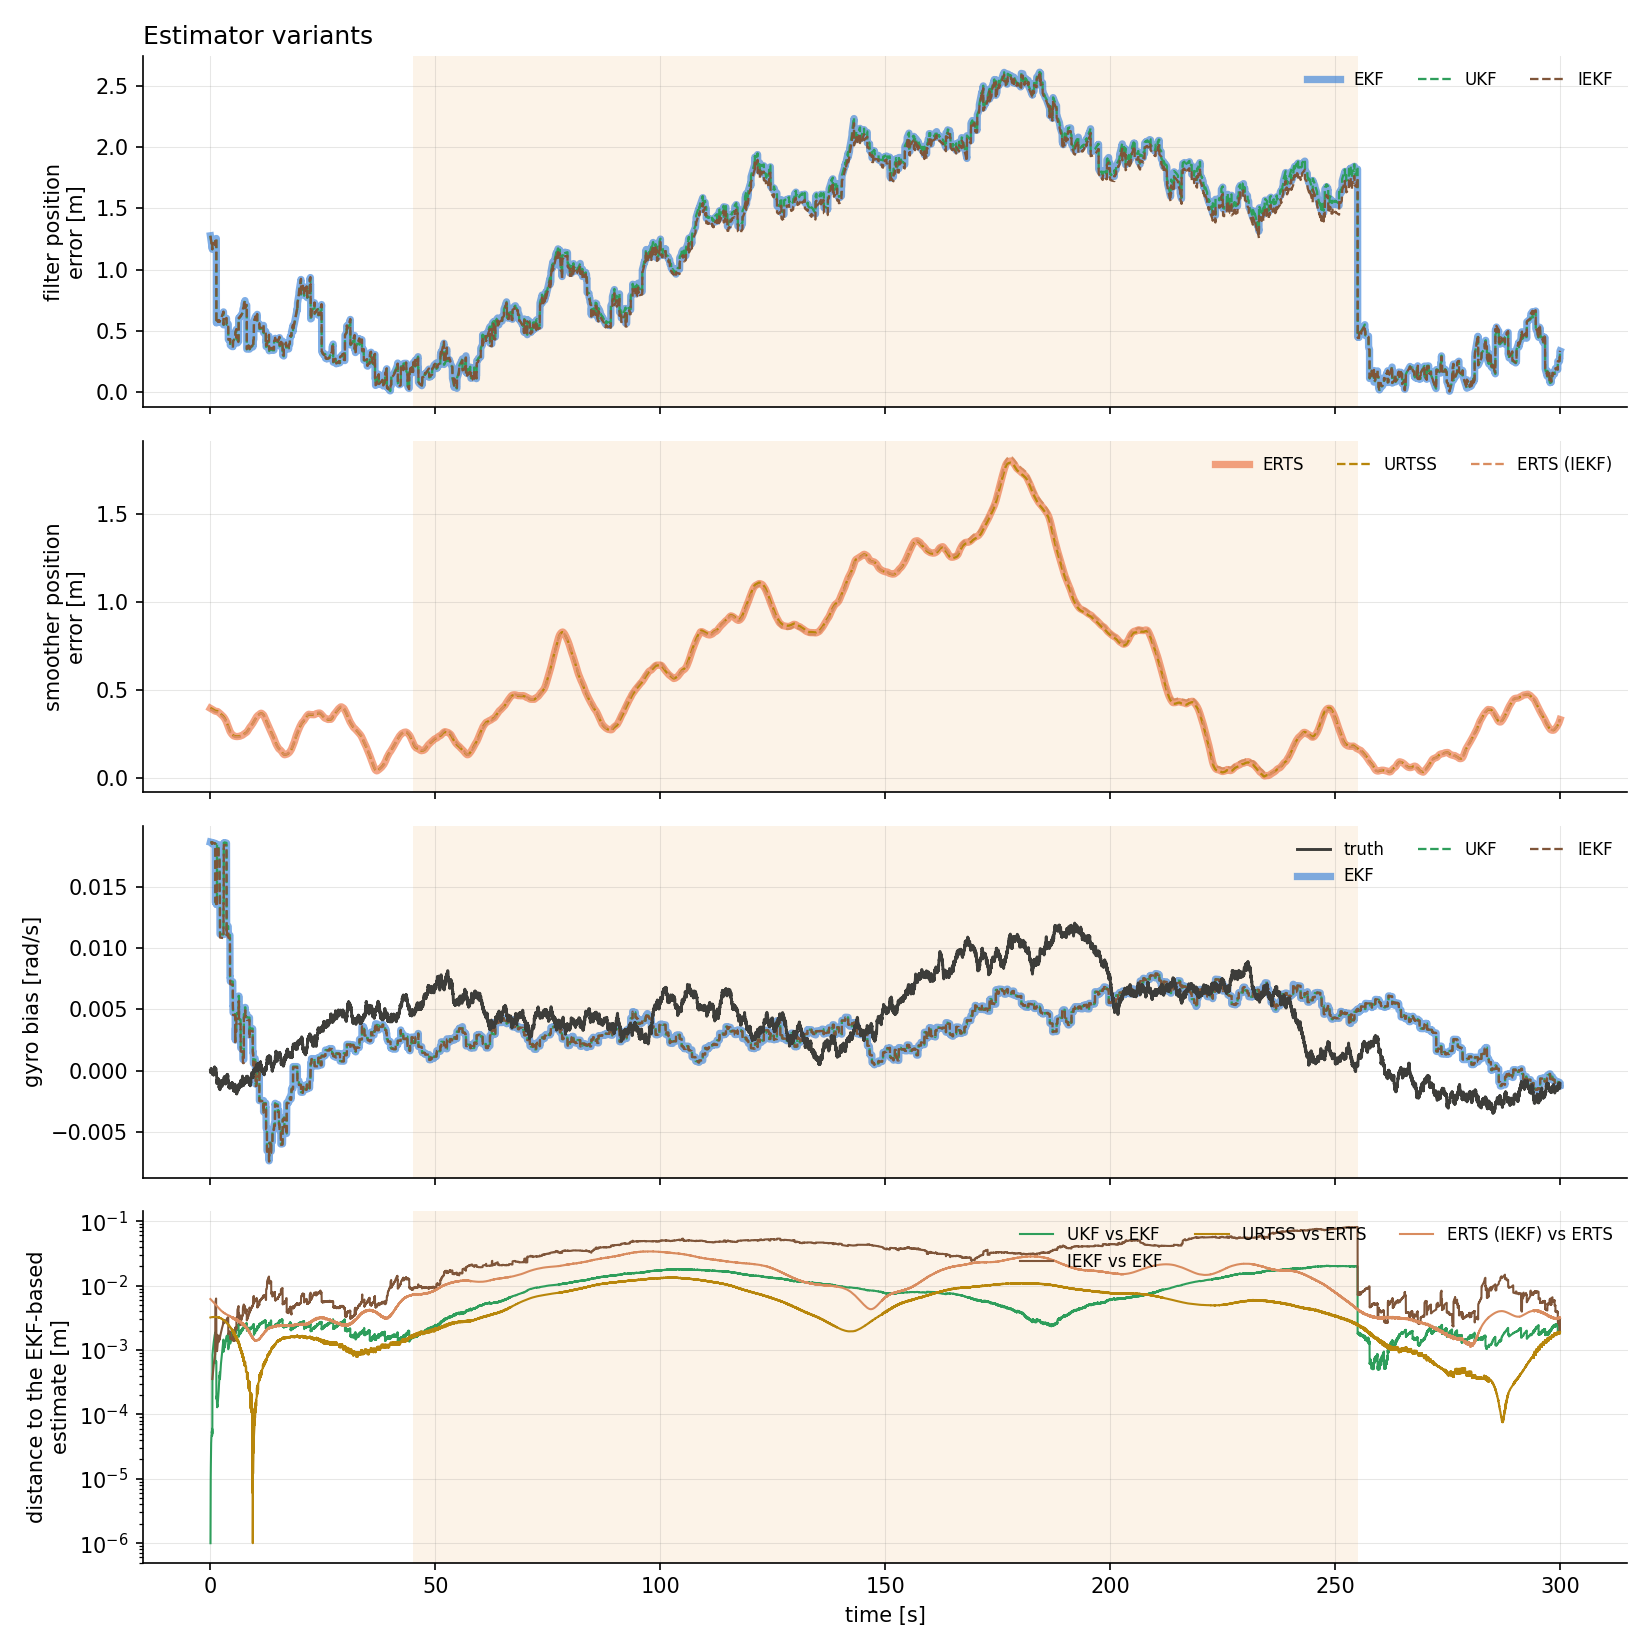 Estimator variants
2.5
2.0
1.5
1.0
0.5
0.0
filter position
error [m]
EKF UKF IEKF
1.5
1.0
0.5
0.0
smoother position
error [m]
ERTS URTSS ERTS (IEKF)
0.015
0.010
0.005
0.000
−0.005
gyro bias [rad/s]
truth UKF IEKF
EKF
10⁻¹
10⁻²
10⁻³
10⁻⁴
10⁻⁵
10⁻⁶
distance to the EKF-based
estimate [m]
UKF vs EKF URTSS vs ERTS ERTS (IEKF) vs ERTS
IEKF vs EKF
0 50 100 150 200 250 300
time [s]